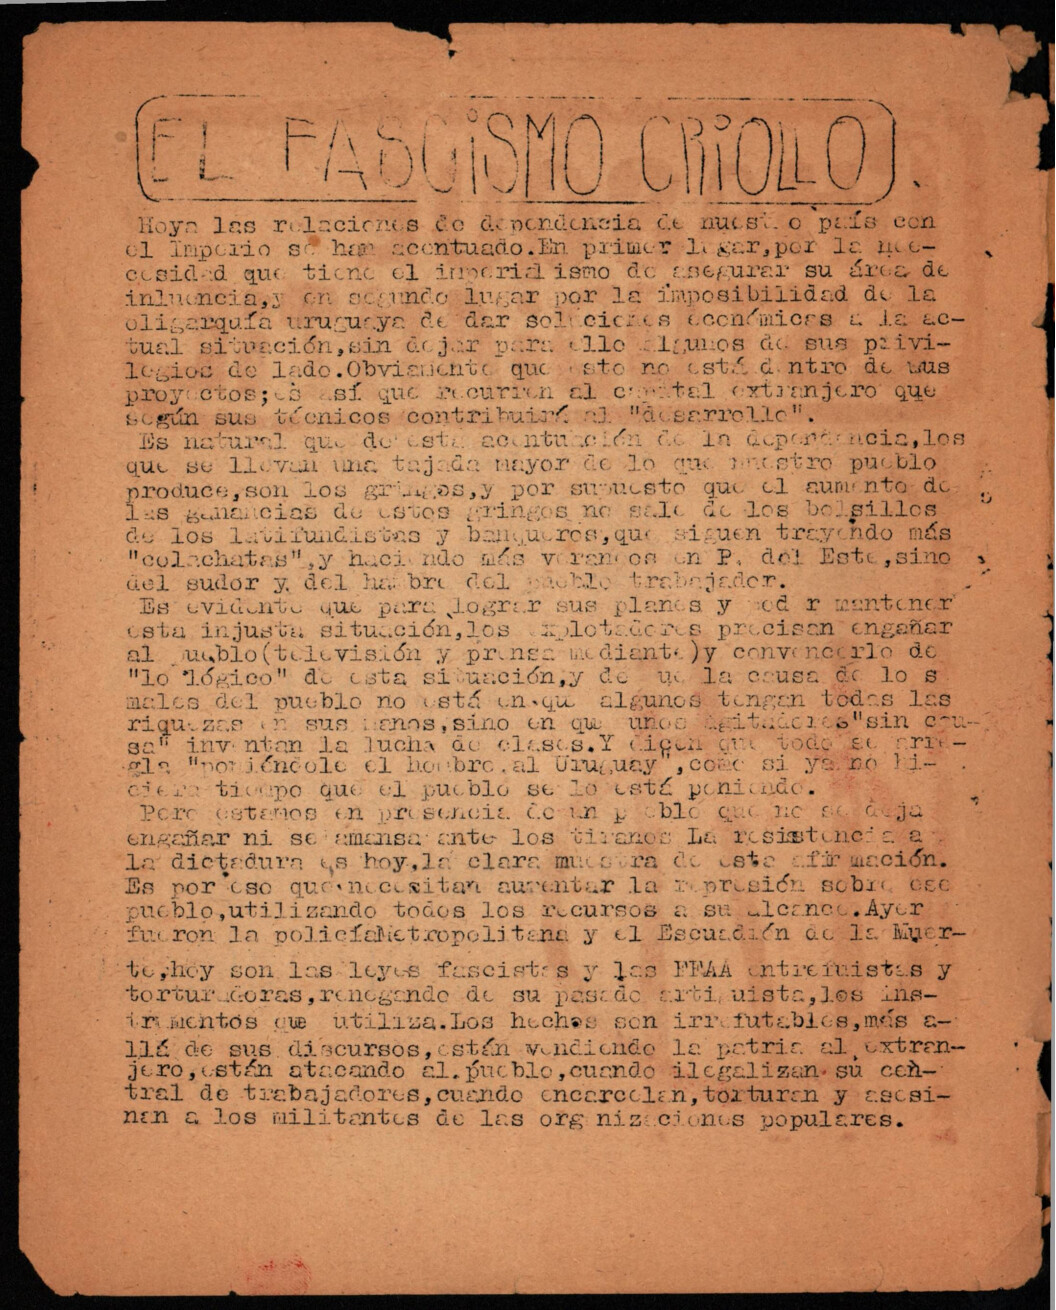 EL FASCISMO CRIOLLO.
Hoya las relaciones de dependencia de nuestro país con
el Imperio se han acentuado.En primer lugar,por la nec-
cesidad que tiene el imperialismo de asegurar su área de
inluencia,y en segundo lugar por la imposibilidad de la
oligarquía uruguaya de dar soluciones económicas a la ac-
tual situación,sin dejar para ello algunos de sus privi-
legios de lado.Obviamente que esto no está dentro de sus
proyectos;es así que recurren al capital extranjero que
según sus técnicos contribuirá al "desarrollo".
Es natural que de esta acentuación de la dependencia,los
que se llevan una tajada mayor de lo que nuestro pueblo
produce,son los gringos,y por supuesto que el aumento de
las ganancias de estos gringos no sale de los bolsillos
de los latifundistas y banqueros,que siguen trayendo más
"colachatas",y haciendo más veraneos en P. del Este,sino
del sudor y del hambre del pueblo trabajador.
Es evidente que para lograr sus planes y poder mantener
esta injusta situación,los explotadores precisan engañar
al pueblo(televisión y prensa mediante)y convencerlo de
"lo lógico" de esta situación,y de que la causa de lo s
males del pueblo no está en que algunos tengan todas las
riquezas en sus manos,sino en que unos agitadores"sin cau-
sa" inventan la lucha de clases.Y dicen que todo se arre-
gla "poniéndole el hombro al Uruguay",como si ya no hi-
ciera tiempo que el pueblo se lo está poniendo.
Pero estamos en presencia de un pueblo que no se deja
engañar ni se amansa ante los tiranos La resistencia a
la dictadura es hoy,la clara muestra de esta afirmación.
Es por eso que necesitan aumentar la represión sobre ese
pueblo,utilizando todos los recursos a su alcance.Ayer
fueron la policíaMetropolitana y el Escuadrón de la Muer-
te,hoy son las leyes fascistas y las FFAA entreguistas y
torturadoras,renegando de su pasado artiguista,los ins-
trumentos que utiliza.Los hechos son irrefutables,más a-
llá de sus discursos,están vendiendo la patria al extran-
jero,están atacando al pueblo,cuando ilegalizan su cen-
tral de trabajadores,cuando encarcelan,torturan y asesi-
nan a los militantes de las organizaciones populares.